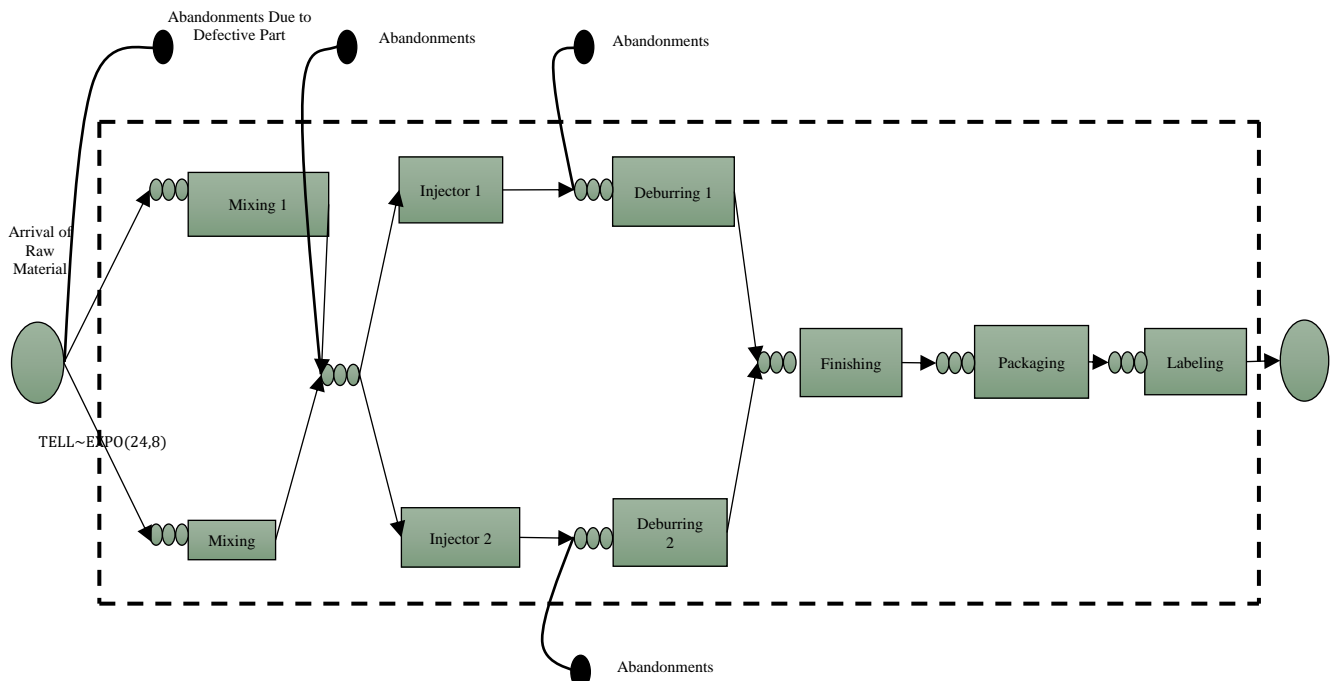 Abandonments Due to
Defective Part
Abandonments
Abandonments
Mixing 1
Injector 1
Deburring 1
Arrival of
Raw
Material
Finishing
Packaging
Labeling
TELL~EXPO(24,8)
Mixing
Injector 2
Deburring
2
Abandonments